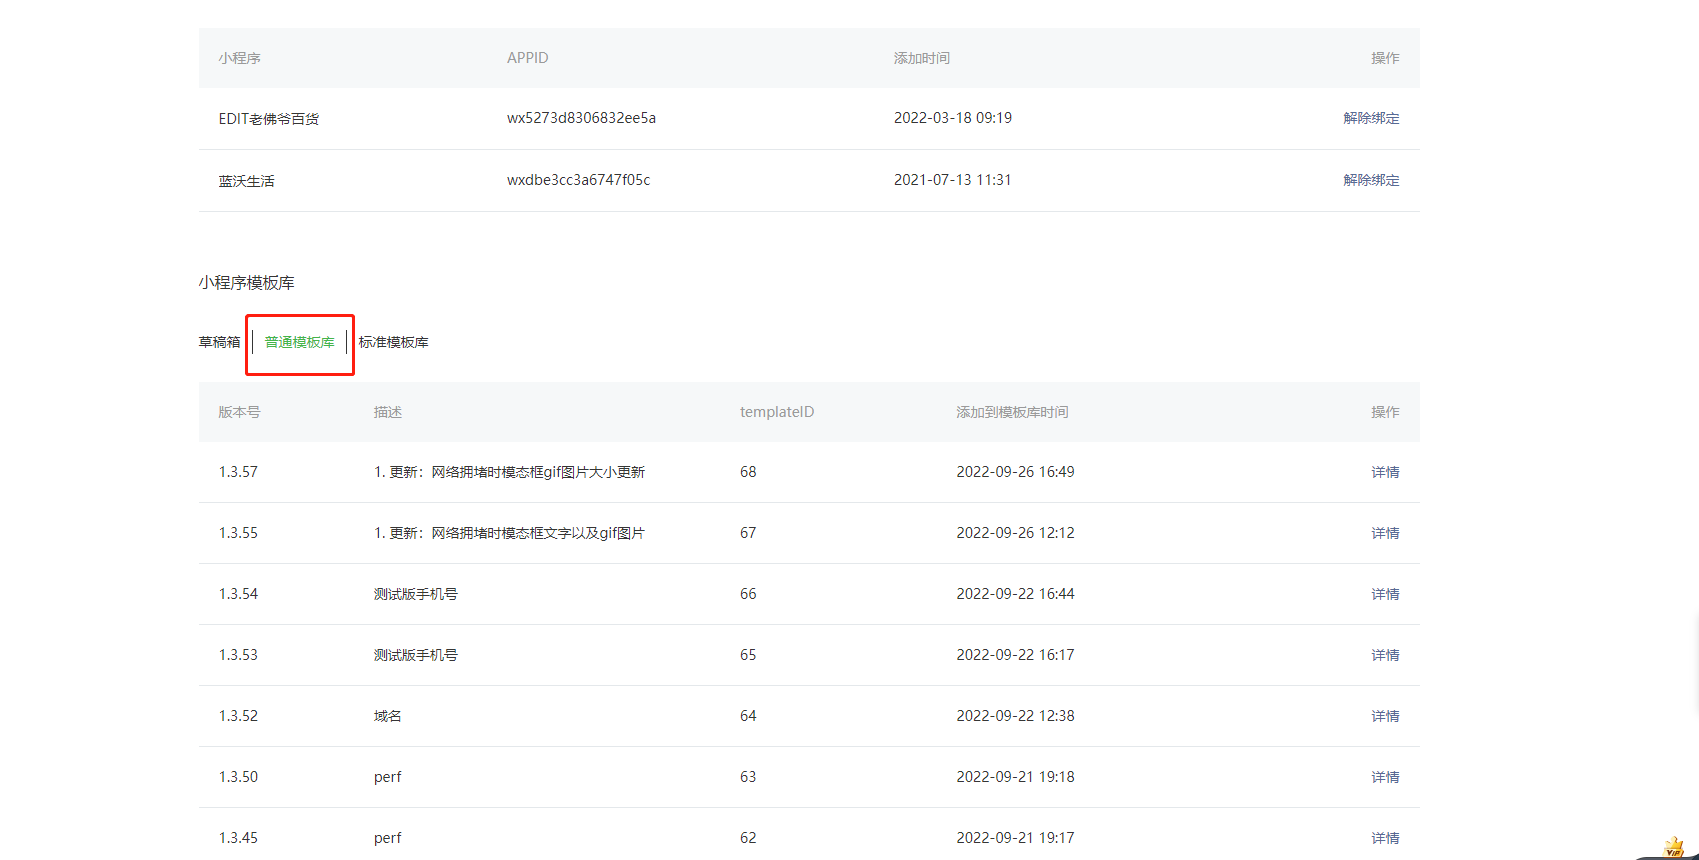 小程序 APPID 添加时间 操作
EDIT老佛爷百货 wx5273d8306832ee5a 2022-03-18 09:19 解除绑定
蓝沃生活 wxdbe3cc3a6747f05c 2021-07-13 11:31 解除绑定
小程序模板库
草稿箱 普通模板库 标准模板库
版本号 描述 templateID 添加到模板库时间 操作
1.3.57 1. 更新：网络拥堵时模态框gif图片大小更新 68 2022-09-26 16:49 详情
1.3.55 1. 更新：网络拥堵时模态框文字以及gif图片 67 2022-09-26 12:12 详情
1.3.54 测试版手机号 66 2022-09-22 16:44 详情
1.3.53 测试版手机号 65 2022-09-22 16:17 详情
1.3.52 域名 64 2022-09-22 12:38 详情
1.3.50 perf 63 2022-09-21 19:18 详情
1.3.45 perf 62 2022-09-21 19:17 详情
VIP